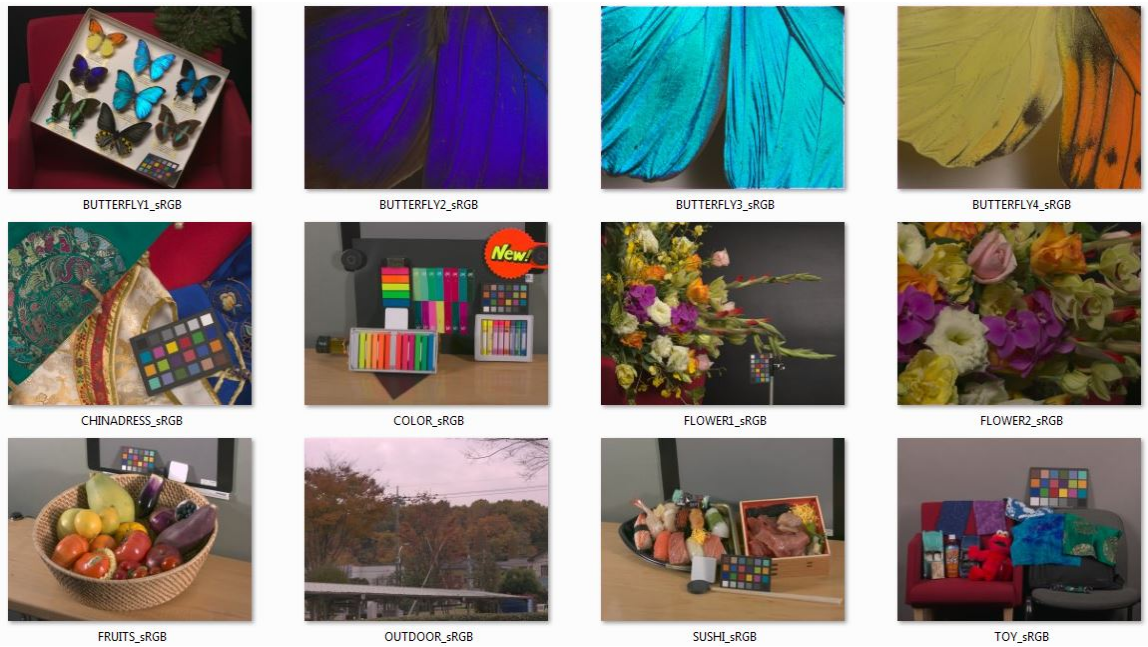 BUTTERFLY1_sRGB
BUTTERFLY2_sRGB
BUTTERFLY3_sRGB
BUTTERFLY4_sRGB
New!
CHINADRESS_sRGB
COLOR_sRGB
FLOWER1_sRGB
FLOWER2_sRGB
FRUITS_sRGB
OUTDOOR_sRGB
SUSHI_sRGB
TOY_sRGB